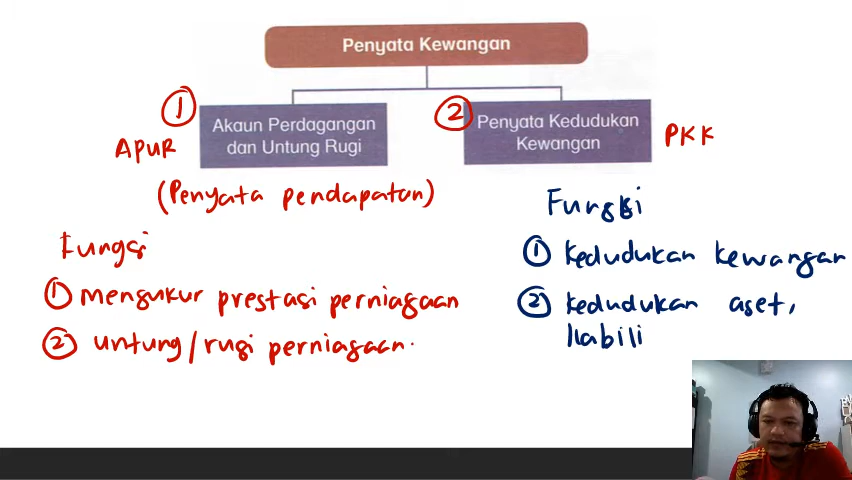 Penyata Kewangan
1
Akaun Perdagangan
dan Untung Rugi
APUR
(Penyata pendapatan)
Fungsi
1 mengukur prestasi perniagaan
2 untung/rugi perniagaan.
2
Penyata Kedudukan
Kewangan
PKK
Fungsi
1 kedudukan kewangan
2 kedudukan aset,
liabili